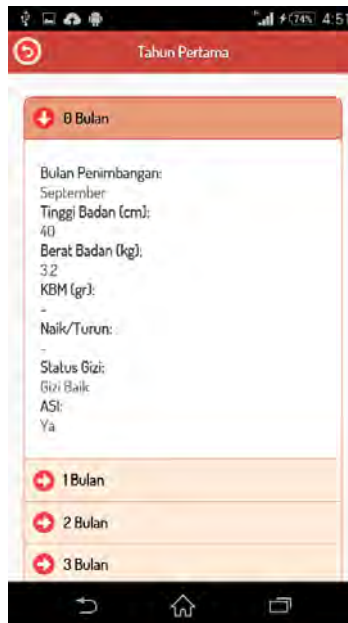 74% 4:51
Tahun Pertama
0 Bulan
Bulan Penimbangan:
September
Tinggi Badan (cm):
40
Berat Badan (kg):
3.2
KBM (gr):
-
Naik/Turun:
-
Status Gizi:
Gizi Baik
ASI:
Ya
1 Bulan
2 Bulan
3 Bulan